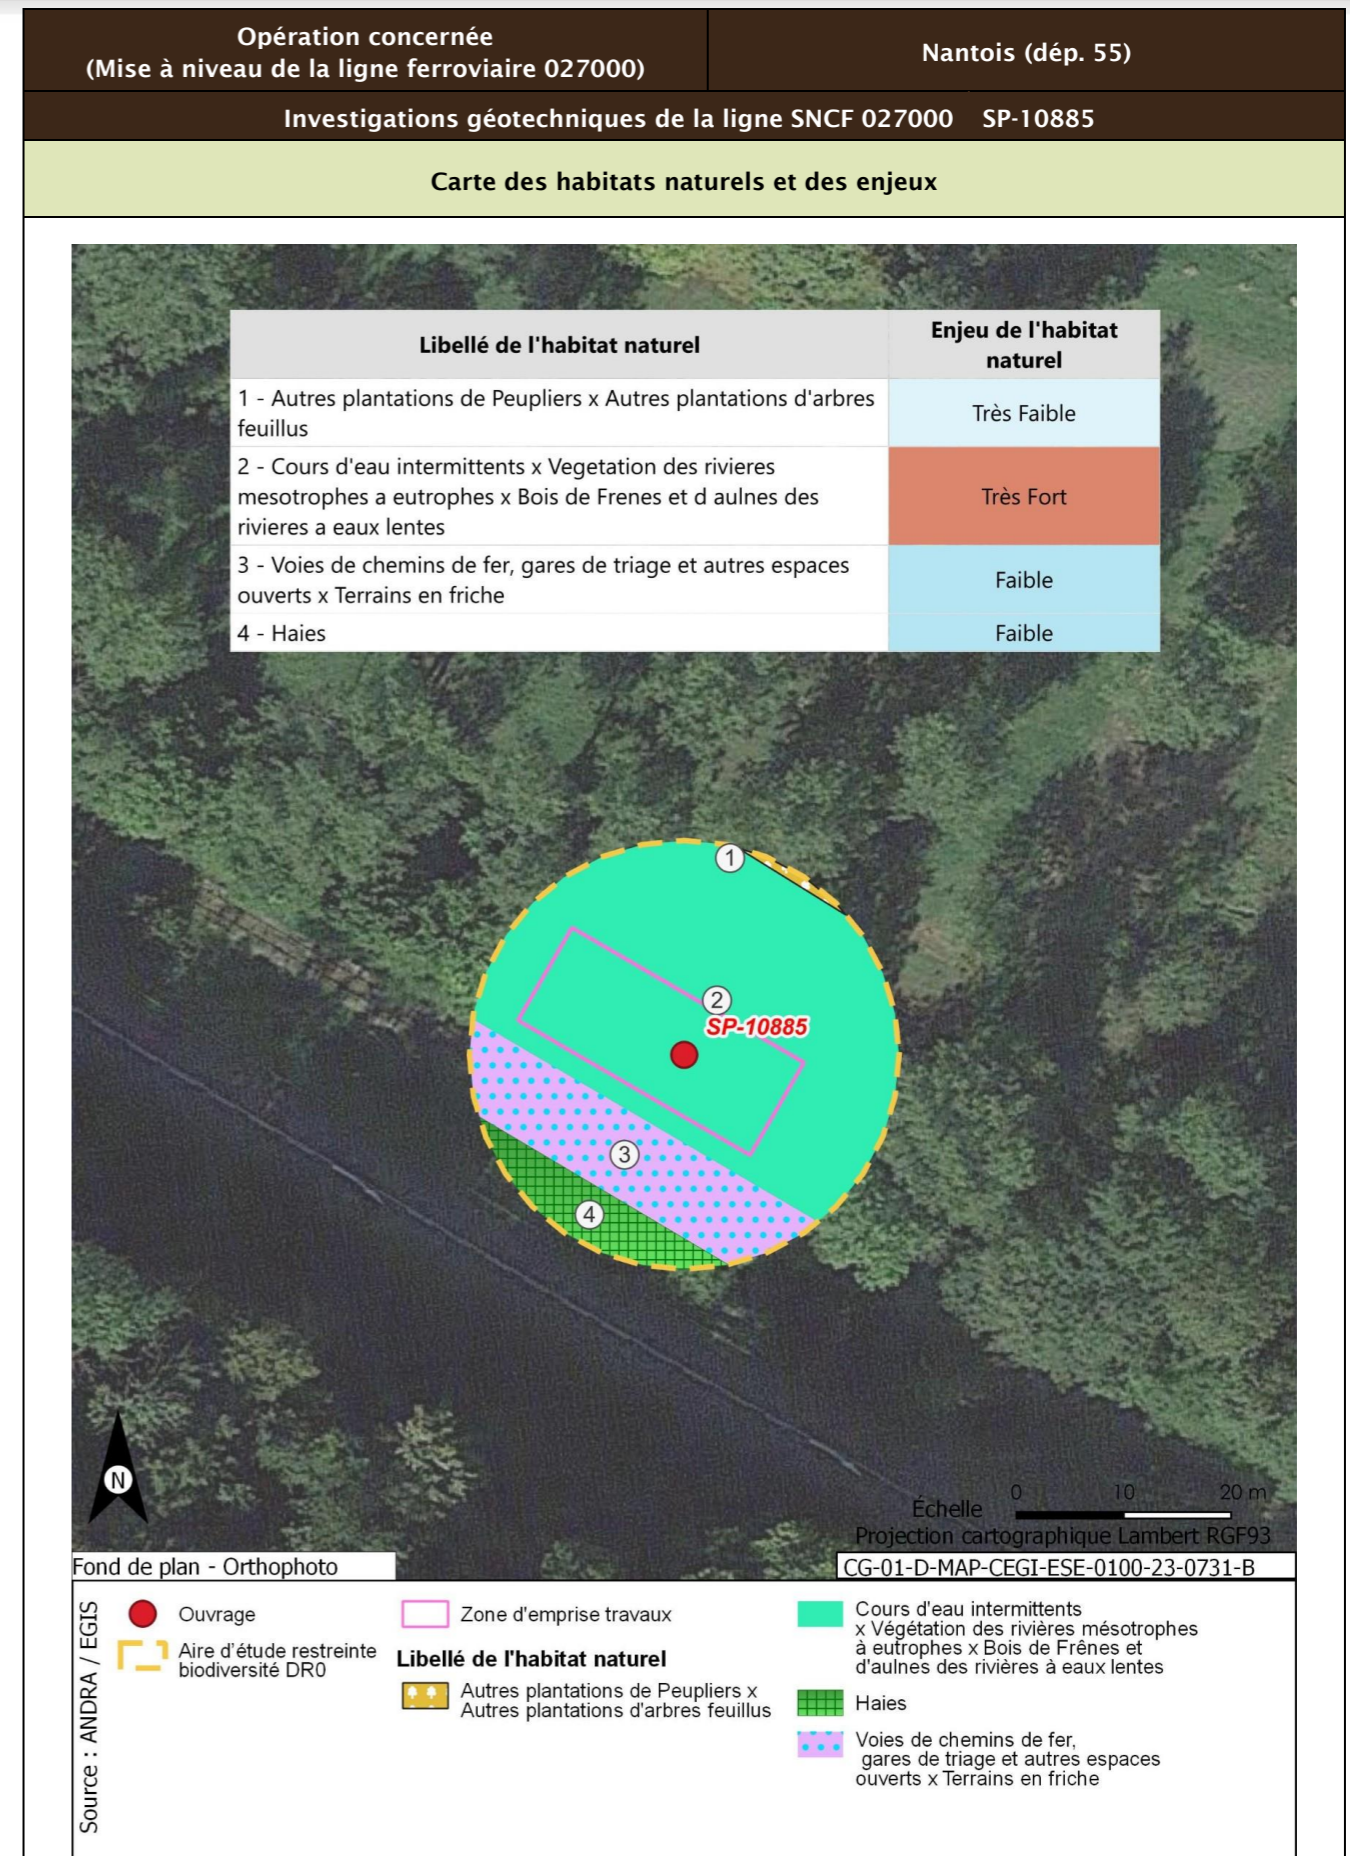 Opération concernée
(Mise à niveau de la ligne ferroviaire 027000)
Nantois (dép. 55)
Investigations géotechniques de la ligne SNCF 027000 SP-10885
Carte des habitats naturels et des enjeux
Libellé de l'habitat naturel
Enjeu de l'habitat
naturel
1 - Autres plantations de Peupliers x Autres plantations d'arbres
feuillus
Très Faible
2 - Cours d'eau intermittents x Vegetation des rivieres
mesotrophes a eutrophes x Bois de Frenes et d aulnes des
rivieres a eaux lentes
Très Fort
3 - Voies de chemins de fer, gares de triage et autres espaces
ouverts x Terrains en friche
Faible
4 - Haies
Faible
1
2
SP-10885
3
4
N
Échelle
0 10 20 m
Projection cartographique Lambert RGF93
Fond de plan - Orthophoto
CG-01-D-MAP-CEGI-ESE-0100-23-0731-B
Source : ANDRA / EGIS
Ouvrage
Aire d'étude restreinte
biodiversité DR0
Zone d'emprise travaux
Libellé de l'habitat naturel
Autres plantations de Peupliers x
Autres plantations d'arbres feuillus
Cours d'eau intermittents
x Végétation des rivières mésotrophes
à eutrophes x Bois de Frênes et
d'aulnes des rivières à eaux lentes
Haies
Voies de chemins de fer,
gares de triage et autres espaces
ouverts x Terrains en friche